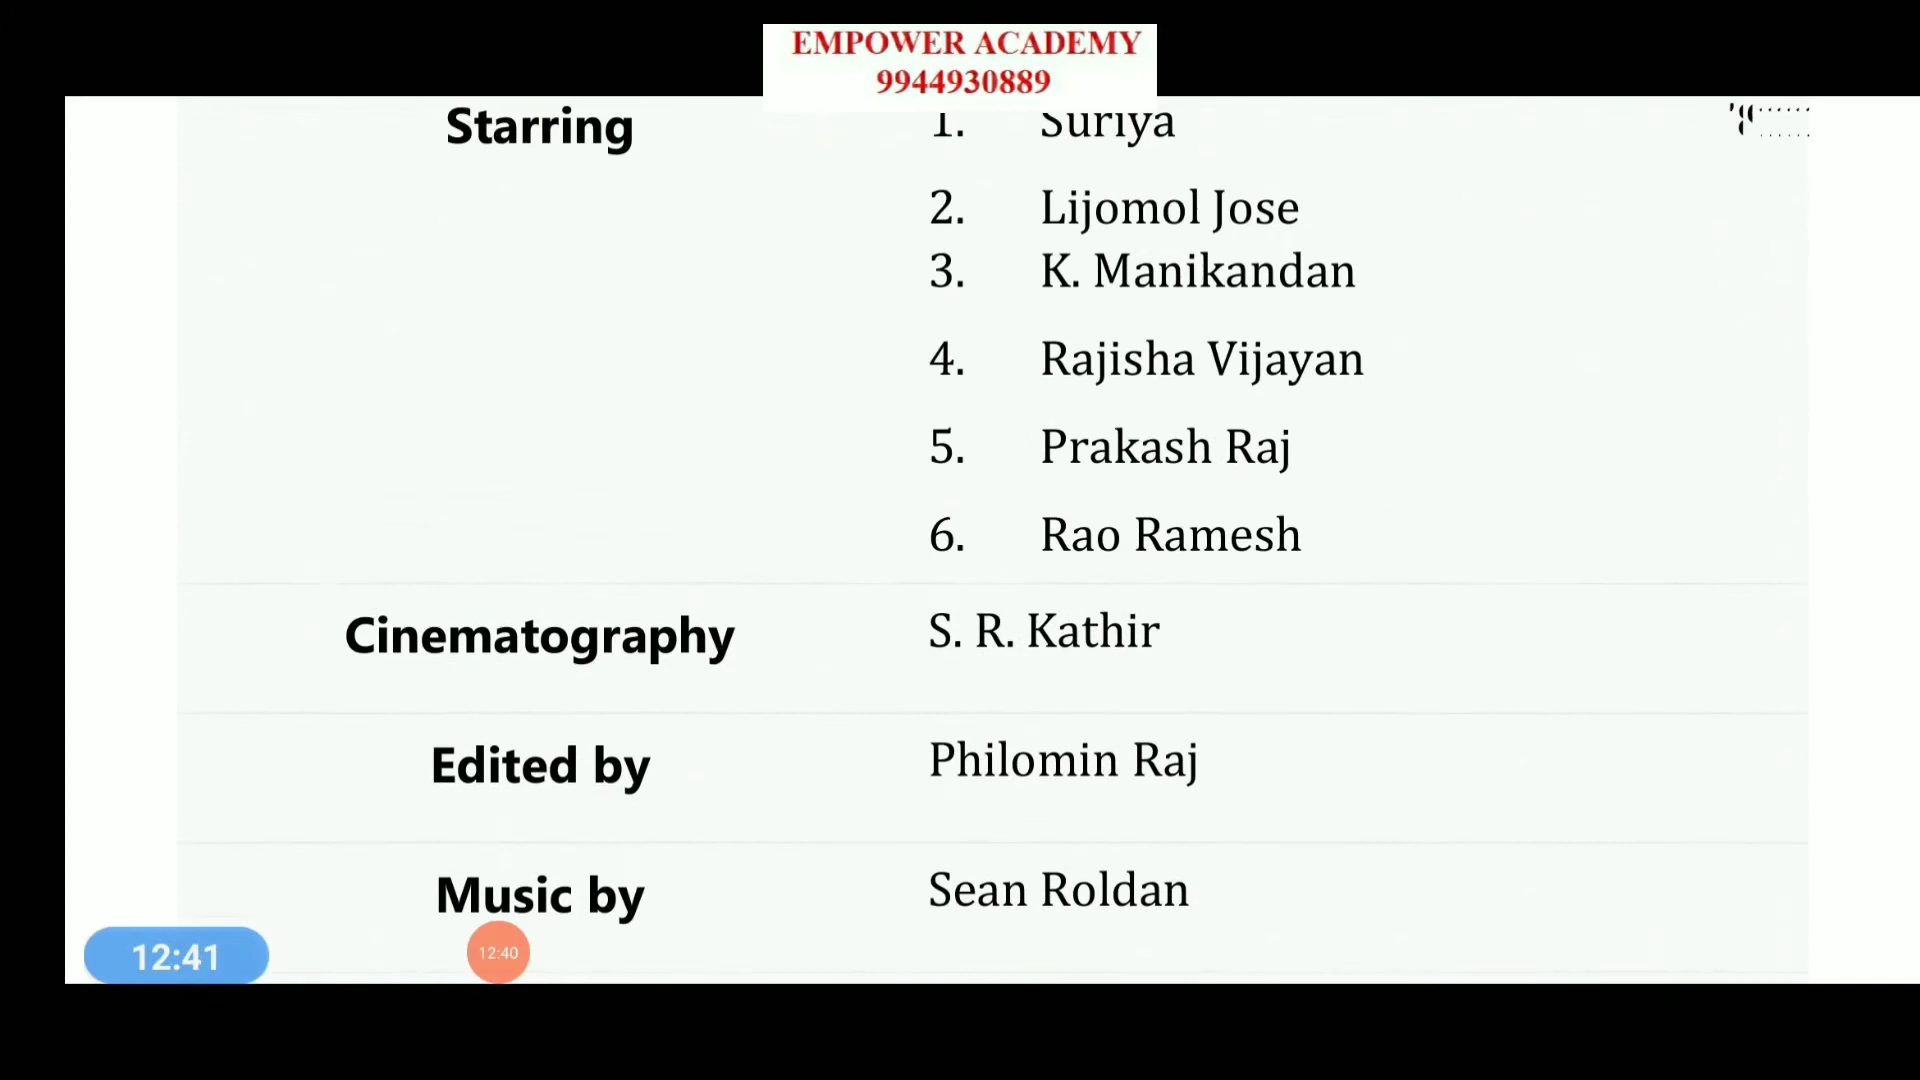 EMPOWER ACADEMY
9944930889
Starring
1. Suriya
2. Lijomol Jose
3. K. Manikandan
4. Rajisha Vijayan
5. Prakash Raj
6. Rao Ramesh
Cinematography S. R. Kathir
Edited by Philomin Raj
Music by Sean Roldan
12:41
12:40